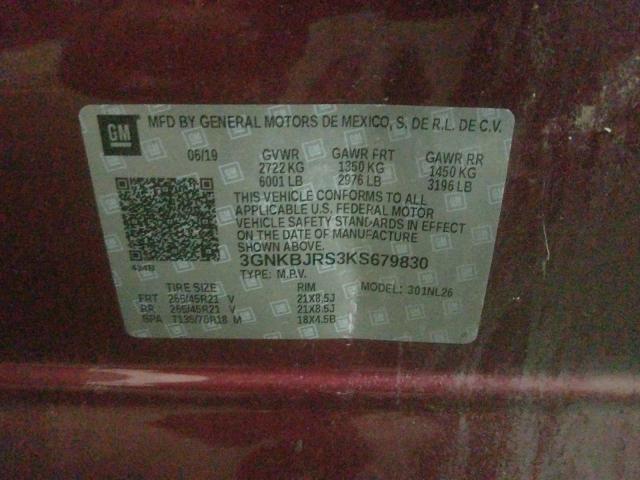 GM MFD BY GENERAL MOTORS DE MEXICO, S. DE R.L. DE C.V.
06/19 GVWR GAWR FRT GAWR RR
2722 KG 1350 KG 1450 KG
6001 LB 2976 LB 3196 LB
THIS VEHICLE CONFORMS TO ALL
APPLICABLE U.S. FEDERAL MOTOR
VEHICLE SAFETY STANDARDS IN EFFECT
ON THE DATE OF MANUFACTURE
SHOWN ABOVE.
3GNKBJRS3KS679830
TYPE: M.P.V.
TIRE SIZE RIM MODEL: 301NL26
FRT 265/45R21 V 21X8.5J
RR 265/45R21 V 21X8.5J
SPA T135/70R18 M 18X4.5B